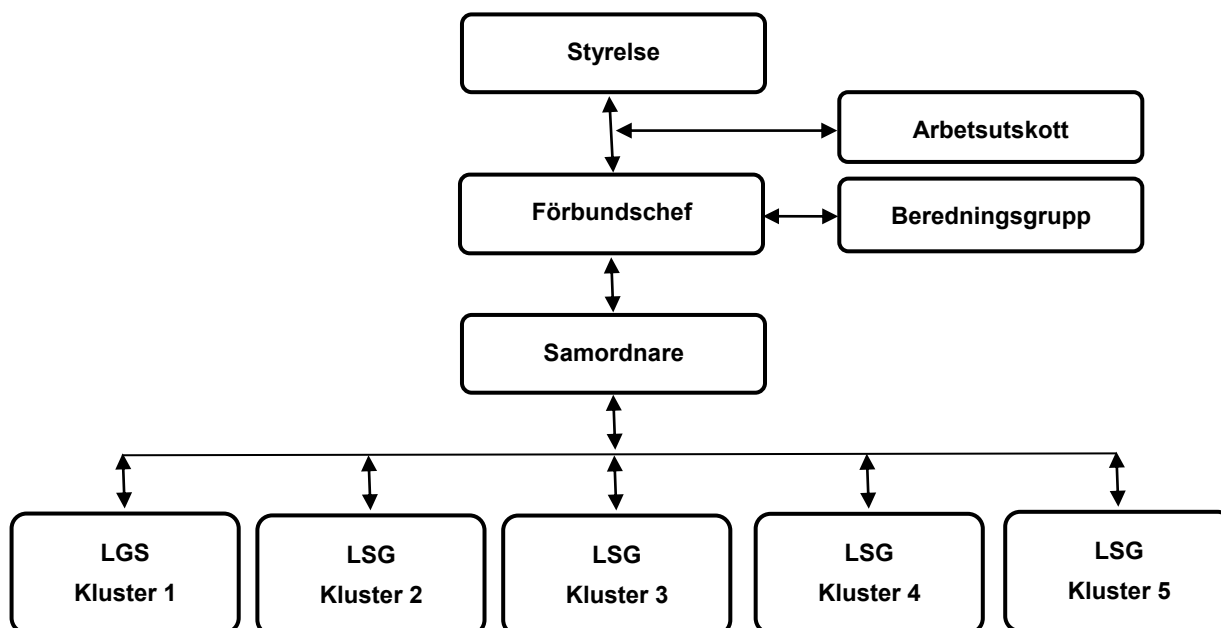 Styrelse
Arbetsutskott
Förbundschef
Beredningsgrupp
Samordnare
LGS
Kluster 1
LSG
Kluster 2
LSG
Kluster 3
LSG
Kluster 4
LSG
Kluster 5